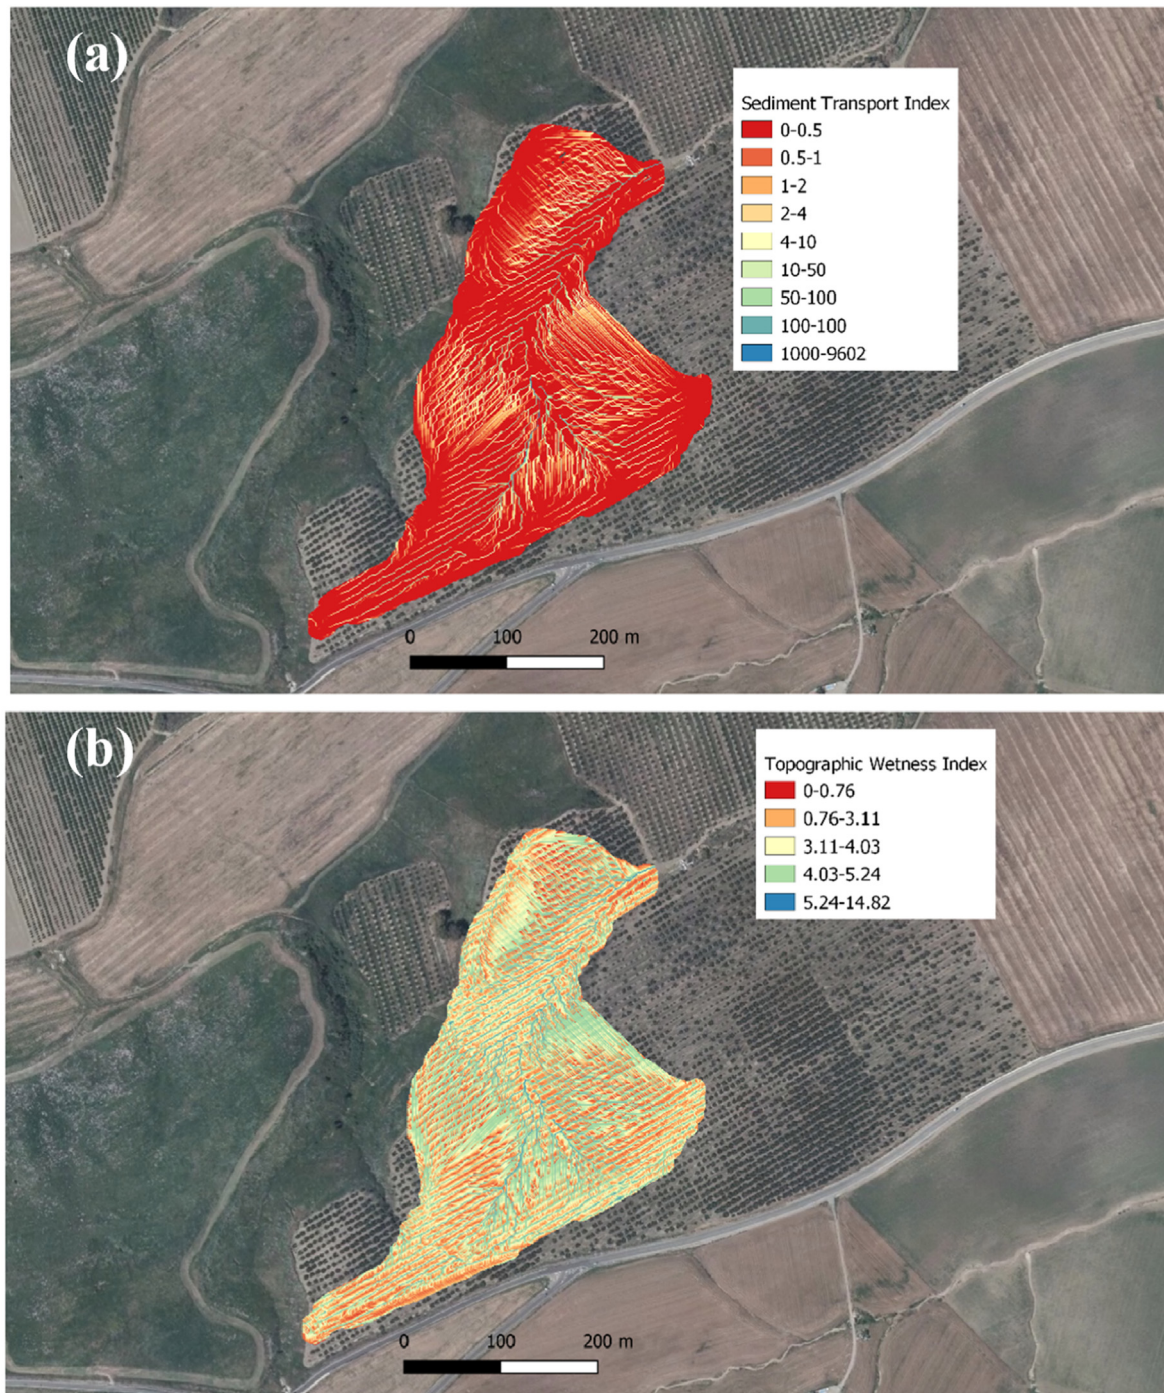 (a)
Sediment Transport Index
0-0.5
0.5-1
1-2
2-4
4-10
10-50
50-100
100-100
1000-9602
0 100 200 m
(b)
Topographic Wetness Index
0-0.76
0.76-3.11
3.11-4.03
4.03-5.24
5.24-14.82
0 100 200 m